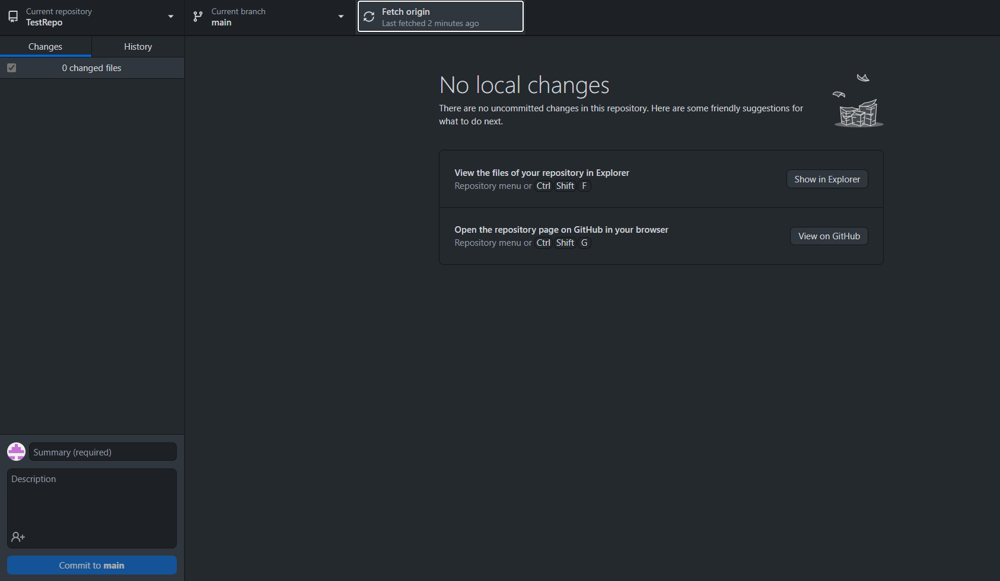 Current repository
TestRepo
Current branch
main
Fetch origin
Last fetched 2 minutes ago
Changes
History
0 changed files
No local changes
There are no uncommitted changes in this repository. Here are some friendly suggestions for
what to do next.
View the files of your repository in Explorer
Repository menu or Ctrl Shift F
Show in Explorer
Open the repository page on GitHub in your browser
Repository menu or Ctrl Shift G
View on GitHub
Summary (required)
Description
Commit to main